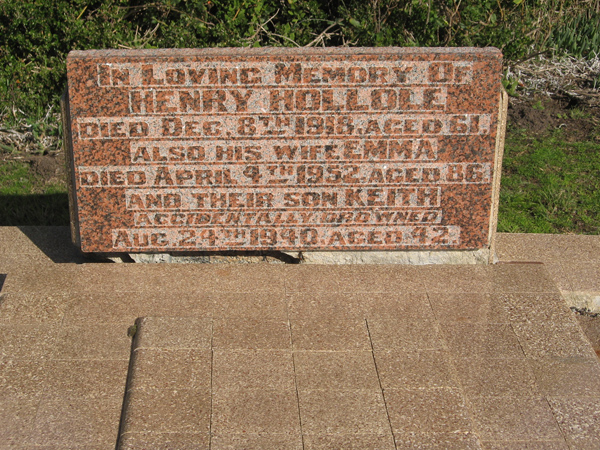 IN LOVING MEMORY OF
HENRY HOLLOLE
DIED DEC. 8TH 1918, AGED 61.
ALSO HIS WIFE EMMA
DIED APRIL 4TH 1952, AGED 86.
AND THEIR SON KEITH
ACCIDENTALLY DROWNED
AUG. 24TH 1940. AGED 42.